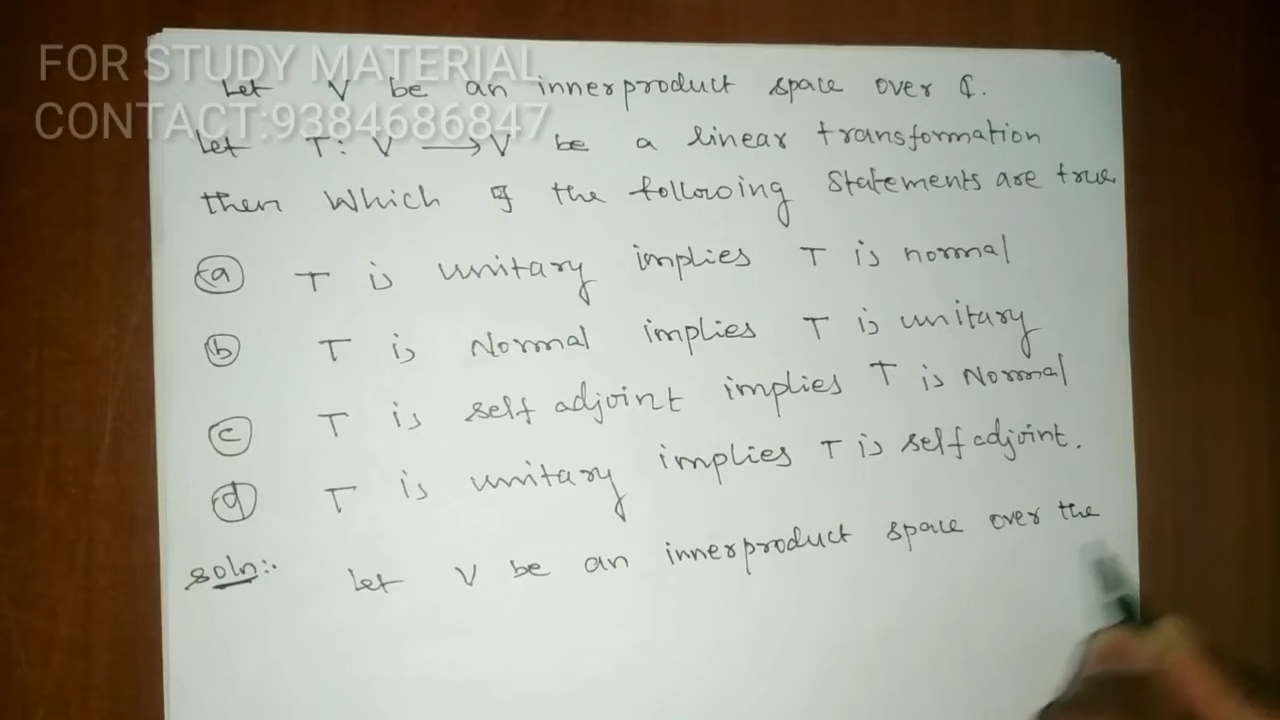 FOR STUDY MATERIAL
CONTACT:9384686847
Let V be an innerproduct space over ₵.
Let T: V → V be a linear transformation
then Which of the following Statements are true
(a) T is unitary implies T is normal
(b) T is Normal implies T is unitary
(c) T is self adjoint implies T is Normal
(d) T is unitary implies T is selfadjoint.
soln:. Let V be an innerproduct space over the